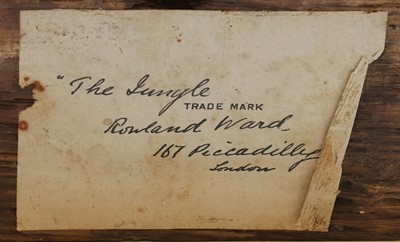 "The Jungle
TRADE MARK
Rowland Ward
167 Piccadilly
London